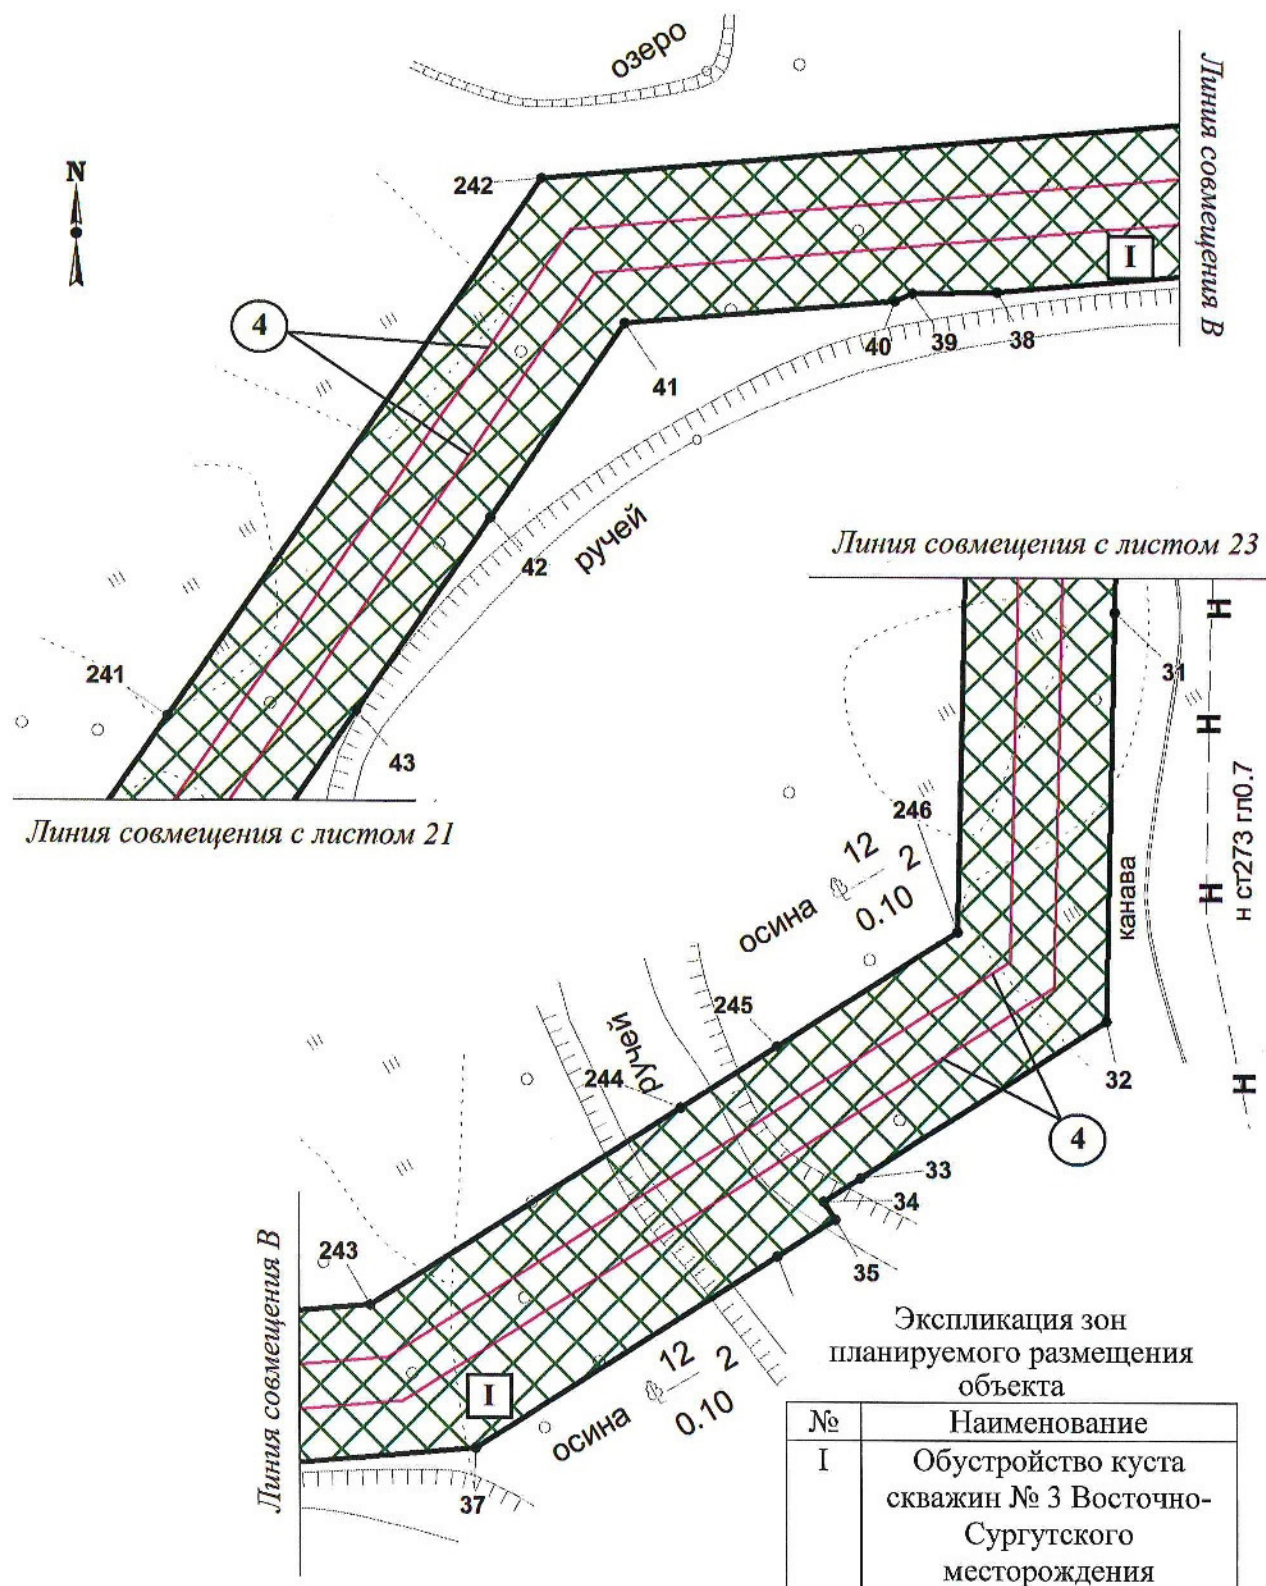 озеро
Линия совмещения В
N
242
I
4
40
39
38
41
ручей
42
Линия совмещения с листом 23
Н
241
31
43
Н
Линия совмещения с листом 21
246
н ст273 гл0.7
осина 12 2
0.10
канава
Н
245
ручей
244
32
Н
4
33
34
243
35
Линия совмещения В
Экспликация зон
планируемого размещения
объекта
I
осина 12 2
0.10
37
№ Наименование
I Обустройство куста
скважин № 3 Восточно-
Сургутского
месторождения